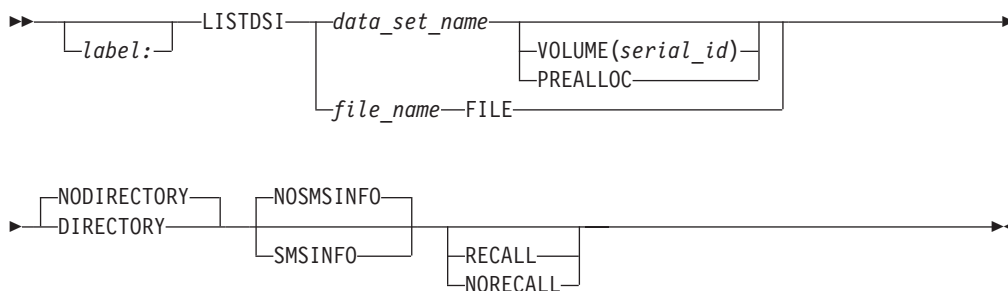 LISTDSI data_set_name
label: VOLUME(serial_id)
PREALLOC
file_name FILE
NODIRECTORY NOSMSINFO
DIRECTORY
SMSINFO RECALL
NORECALL